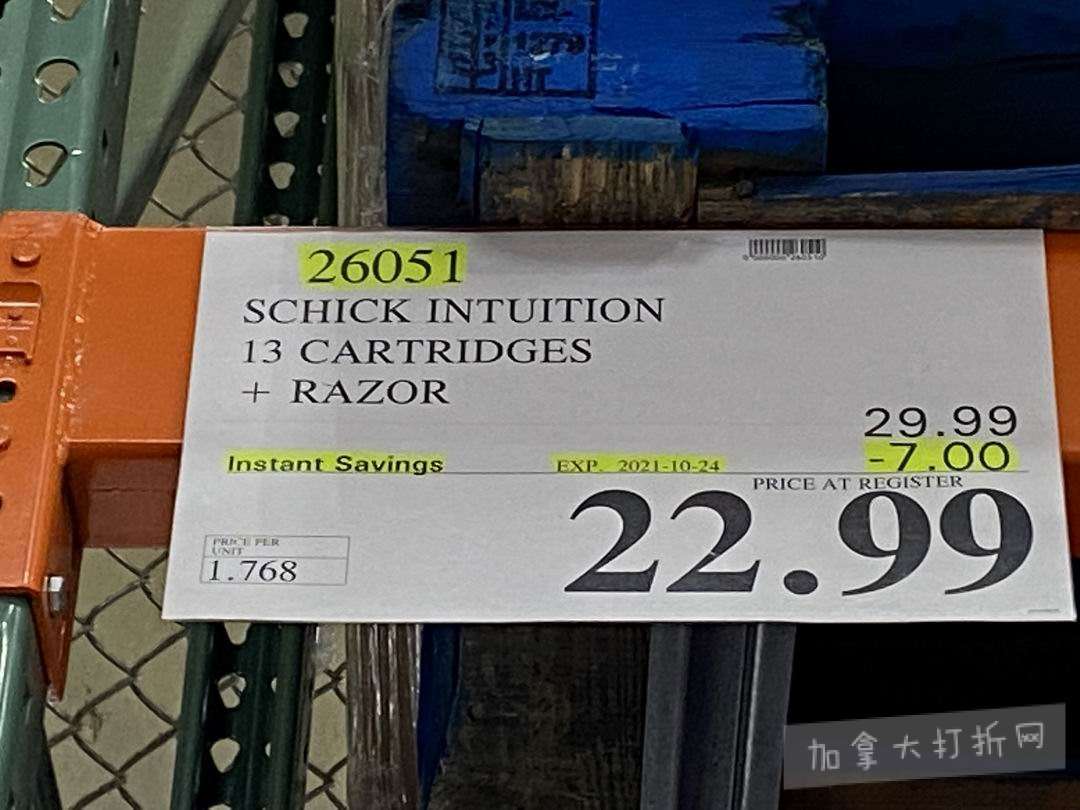 26051
SCHICK INTUITION
13 CARTRIDGES
+ RAZOR
29.99
Instant Savings EXP. 2021-10-24 -7.00
PRICE AT REGISTER
22.99
PRICE PER
UNIT
1.768
加拿大打折网